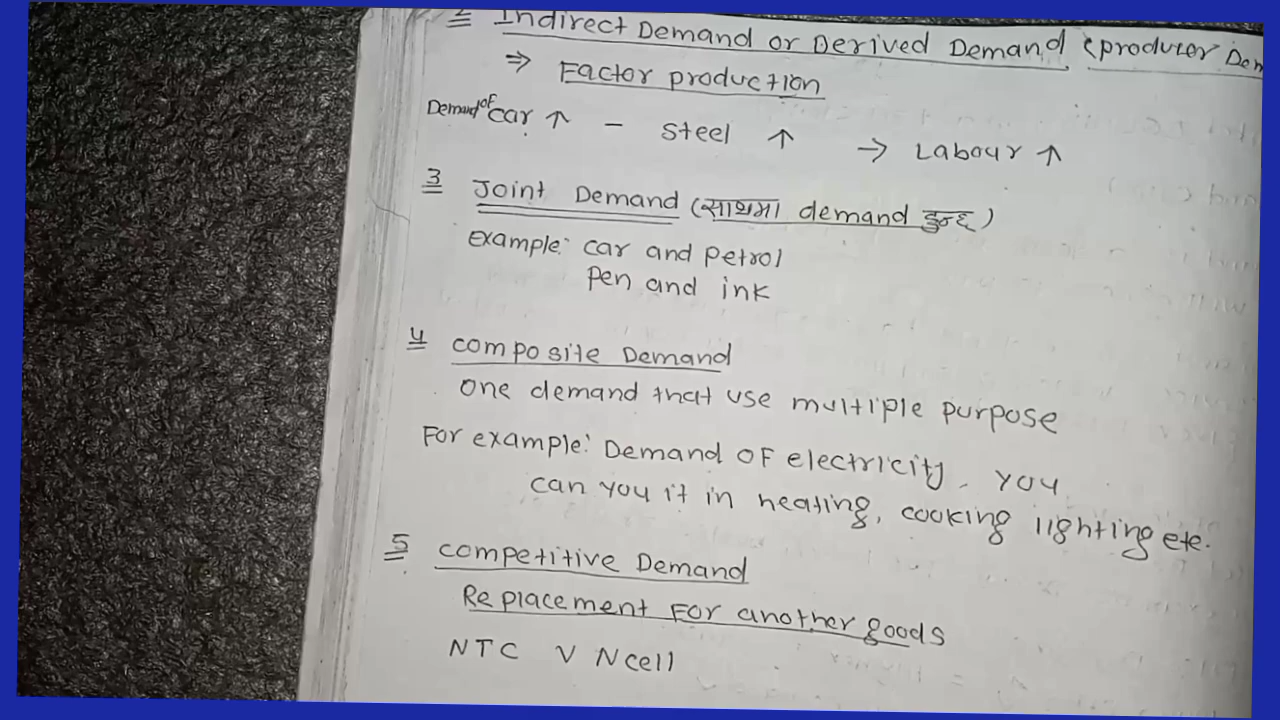 2 Indirect Demand or Derived Demand (producer Dem
⇒ Factor production
Demand of car ↑ - steel ↑ → Labour ↑
3 Joint Demand (साथमा demand हुन्छ)
Example: car and petrol
pen and ink
4 composite Demand
one demand that use multiple purpose
For example: Demand of electricity, you
can you it in heating, cooking lighting etc.
5 competitive Demand
Replacement For another goods
NTC V Ncell